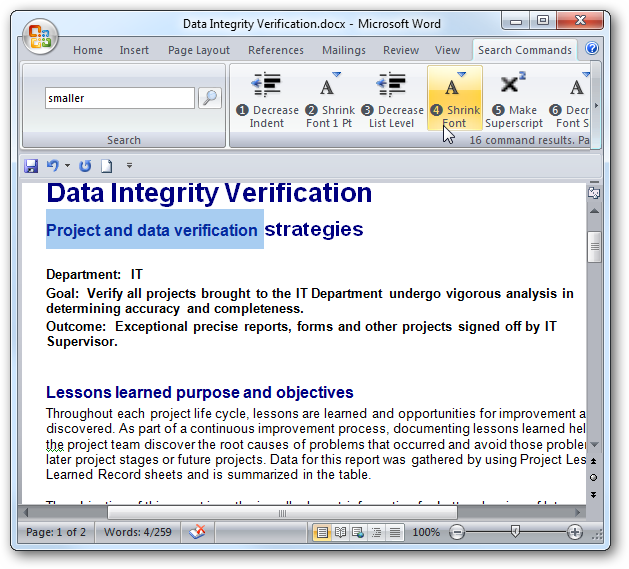 Data Integrity Verification.docx - Microsoft Word
Home Insert Page Layout References Mailings Review View Search Commands
smaller
Search
1 Decrease Indent
2 Shrink Font 1 Pt
3 Decrease List Level
4 Shrink Font
5 Make Superscript
6 Decr Font S
16 command results. Pa
Data Integrity Verification
Project and data verification strategies
Department: IT
Goal: Verify all projects brought to the IT Department undergo vigorous analysis in
determining accuracy and completeness.
Outcome: Exceptional precise reports, forms and other projects signed off by IT
Supervisor.
Lessons learned purpose and objectives
Throughout each project life cycle, lessons are learned and opportunities for improvement a
discovered. As part of a continuous improvement process, documenting lessons learned hel
the project team discover the root causes of problems that occurred and avoid those proble
later project stages or future projects. Data for this report was gathered by using Project Les
Learned Record sheets and is summarized in the table.
Page: 1 of 2 Words: 4/259 100%